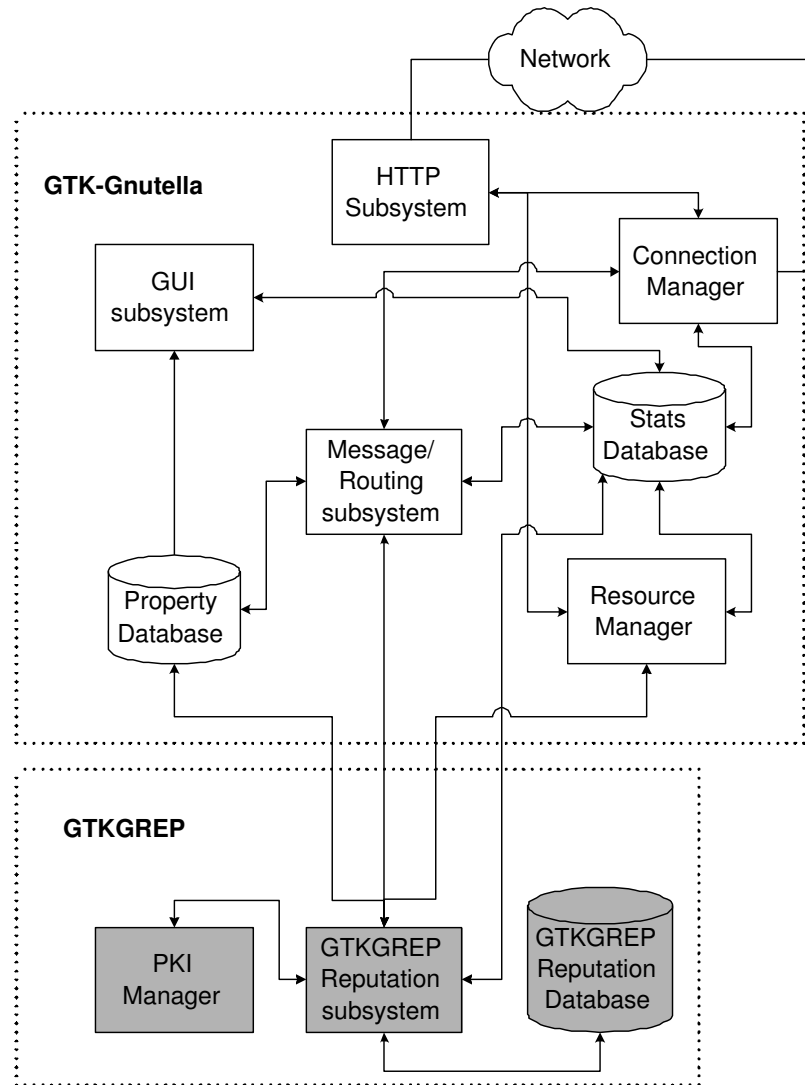 Network
GTK-Gnutella
HTTP
Subsystem
Connection
Manager
GUI
subsystem
Stats
Database
Message/
Routing
subsystem
Property
Database
Resource
Manager
GTKGREP
PKI
Manager
GTKGREP
Reputation
subsystem
GTKGREP
Reputation
Database